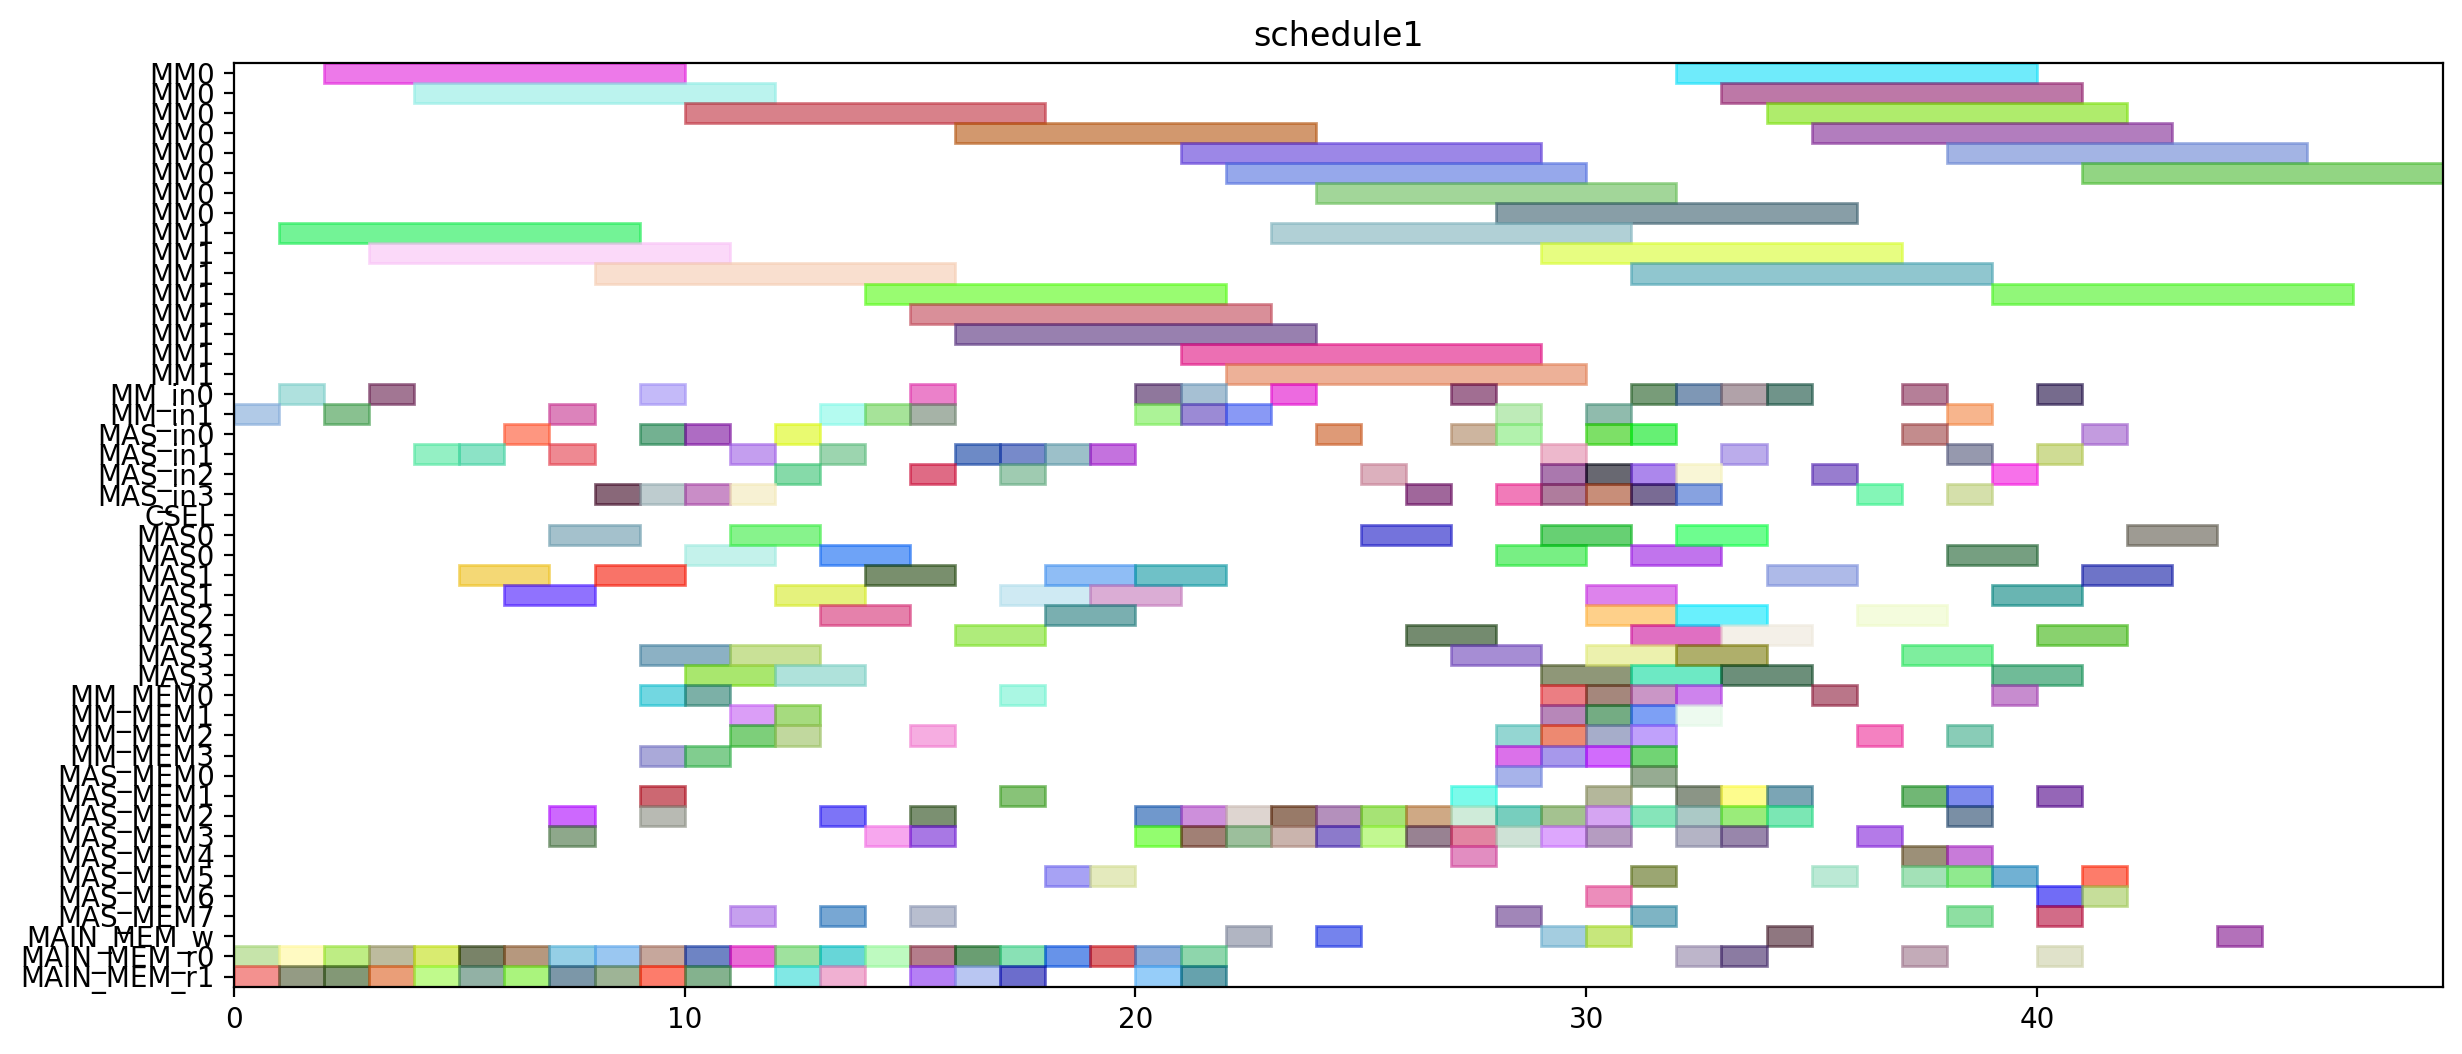 schedule1
MM0
MM0
MM0
MM0
MM0
MM0
MM0
MM0
MM1
MM1
MM1
MM1
MM1
MM1
MM1
MM1
MM_in0
MM_in1
MAS_in0
MAS_in1
MAS_in2
MAS_in3
CSEL
MAS0
MAS0
MAS1
MAS1
MAS2
MAS2
MAS3
MAS3
MM_MEM0
MM_MEM1
MM_MEM2
MM_MEM3
MAS_MEM0
MAS_MEM1
MAS_MEM2
MAS_MEM3
MAS_MEM4
MAS_MEM5
MAS_MEM6
MAS_MEM7
MAIN_MEM_w
MAIN_MEM_r0
MAIN_MEM_r1
0 10 20 30 40